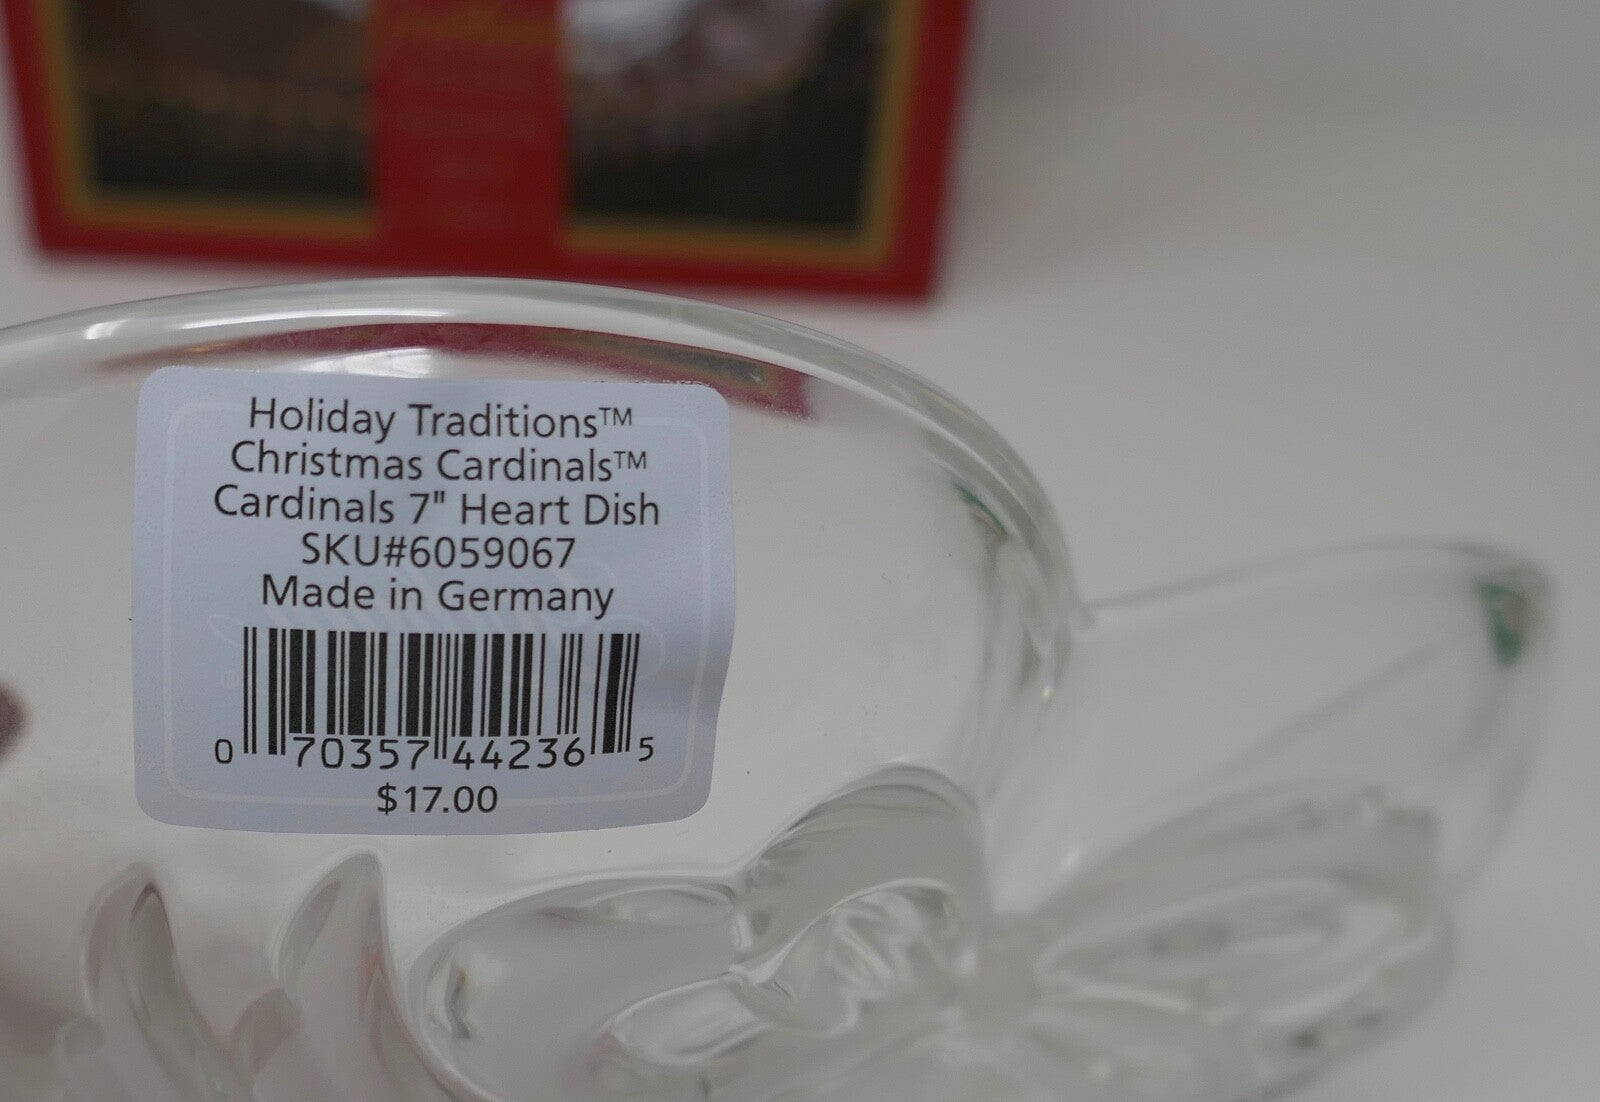 Holiday Traditions™
Christmas Cardinals™
Cardinals 7" Heart Dish
SKU#6059067
Made in Germany
0 70357 44236 5
$17.00